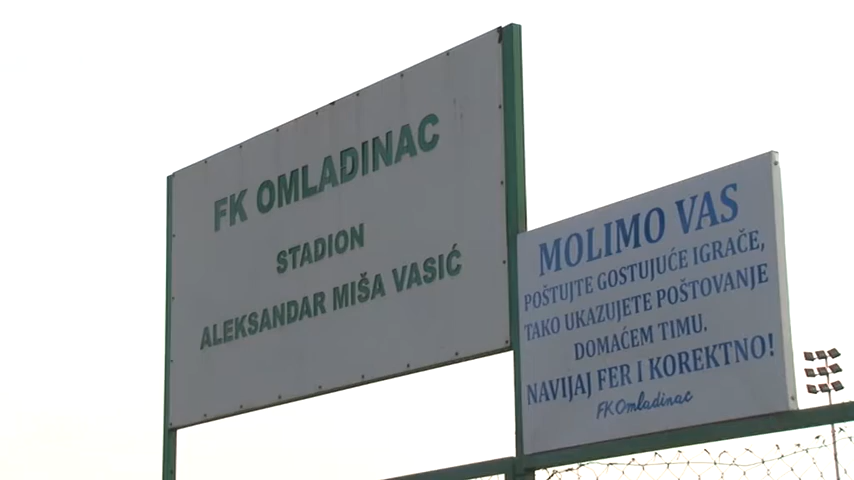 FK OMLAĐINAC
STADION
ALEKSANDAR MIŠA VASIĆ
MOLIMO VAS
POŠTUJTE GOSTUJUĆE IGRAČE,
TAKO UKAZUJETE POŠTOVANJE
DOMAĆEM TIMU.
NAVIJAJ FER I KOREKTNO!
FK Omladinac